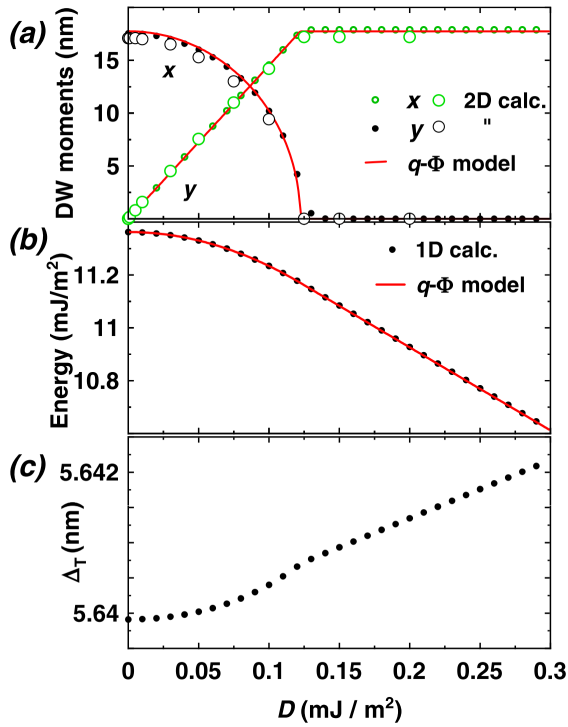 (a)
DW moments (nm)
15
10
5
x
y
x 2D calc.
y "
q-Φ model
(b)
Energy (mJ/m²)
11.2
11
10.8
1D calc.
q-Φ model
(c)
Δ_T (nm)
5.642
5.64
0 0.05 0.1 0.15 0.2 0.25 0.3
D (mJ / m²)